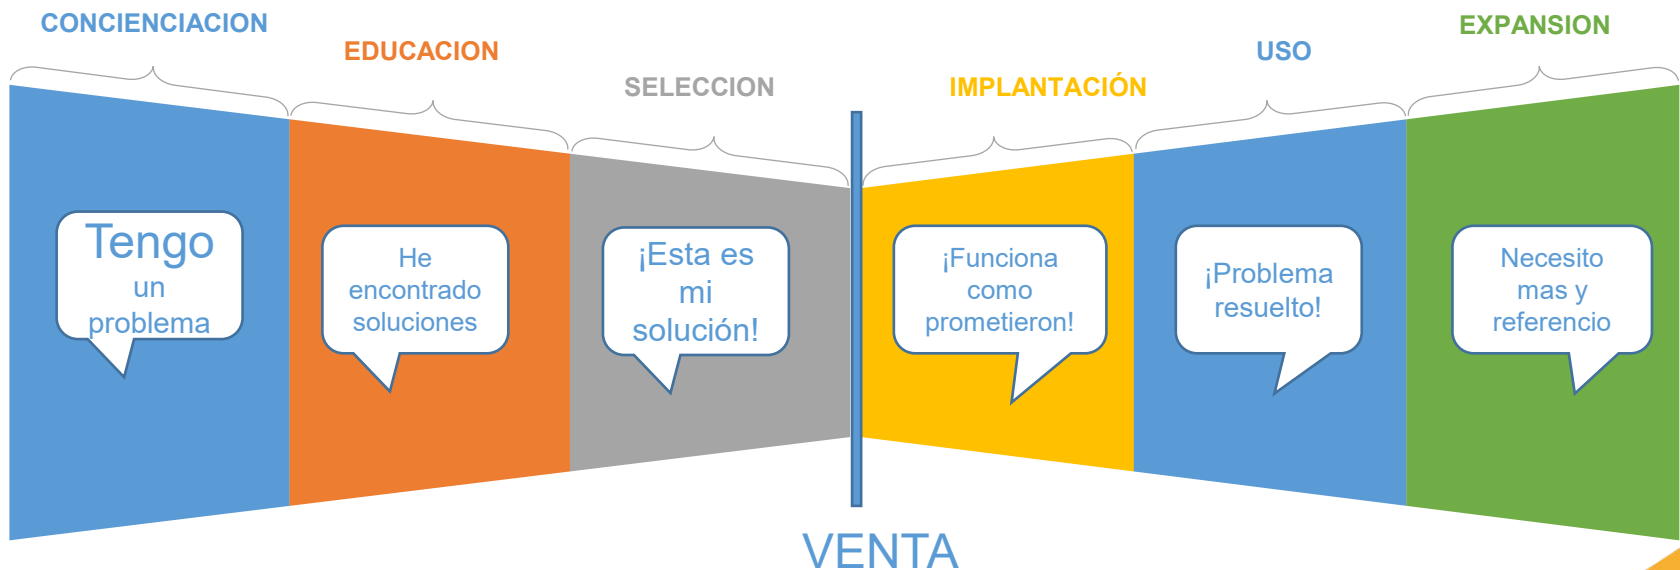 CONCIENCIACION
EDUCACION
SELECCION
IMPLANTACIÓN
USO
EXPANSION
Tengo
un
problema
He
encontrado
soluciones
¡Esta es
mi
solución!
¡Funciona
como
prometieron!
¡Problema
resuelto!
Necesito
mas y
referencio
VENTA